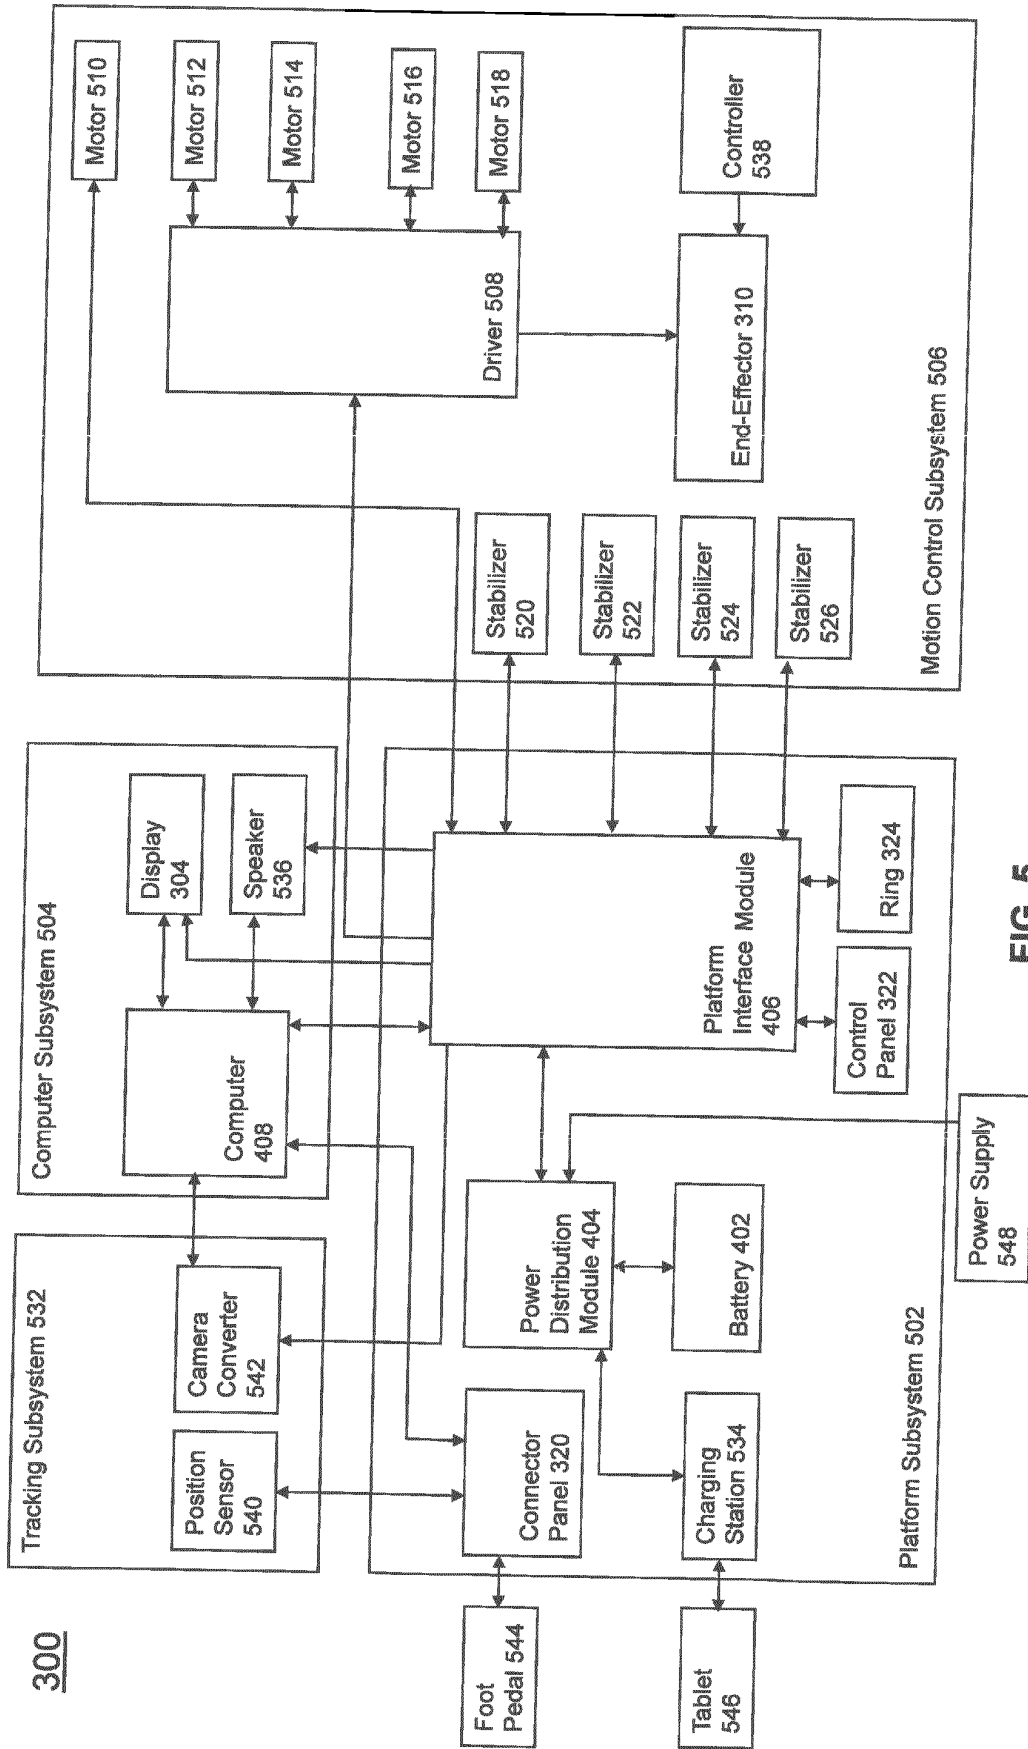 300
Tracking Subsystem 532
Position
Sensor
540
Camera
Converter
542
Computer Subsystem 504
Computer
408
Display
304
Speaker
536
Foot
Pedal 544
Tablet
546
Connector
Panel 320
Charging
Station 534
Power
Distribution
Module 404
Battery 402
Platform
Interface Module
406
Control
Panel 322
Ring 324
Platform Subsystem 502
Power Supply
548
Motor 510
Motor 512
Motor 514
Motor 516
Motor 518
Driver 508
Controller
538
End-Effector 310
Stabilizer
520
Stabilizer
522
Stabilizer
524
Stabilizer
526
Motion Control Subsystem 506
FIG. 5